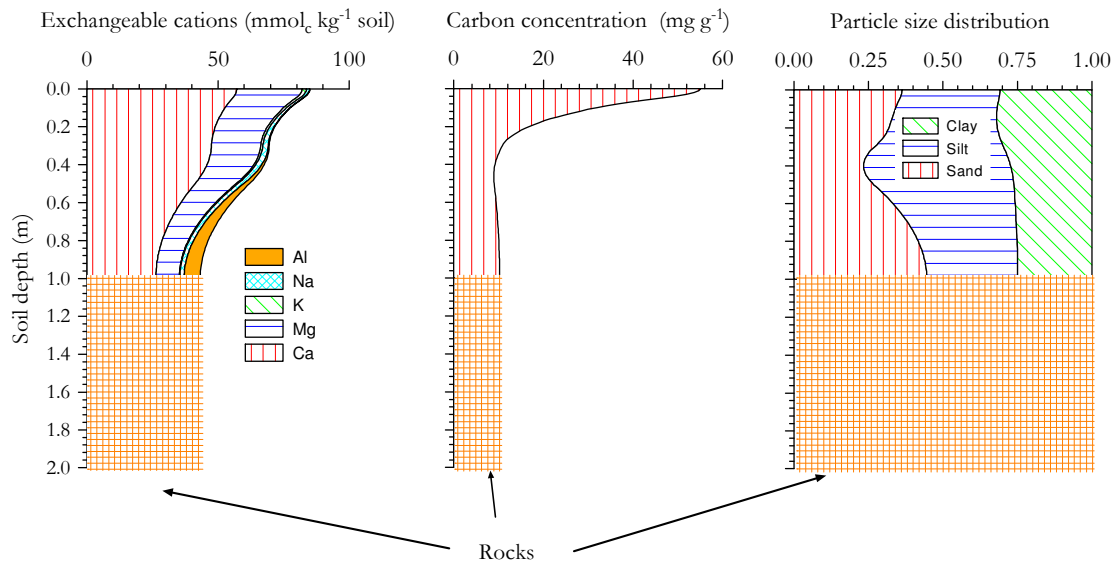 Exchangeable cations (mmolc kg-1 soil)
0 50 100
Soil depth (m)
0.0
0.2
0.4
0.6
0.8
1.0
1.2
1.4
1.6
1.8
2.0
Al
Na
K
Mg
Ca
Carbon concentration (mg g-1)
0 20 40 60
Particle size distribution
0.00 0.25 0.50 0.75 1.00
Clay
Silt
Sand
Rocks